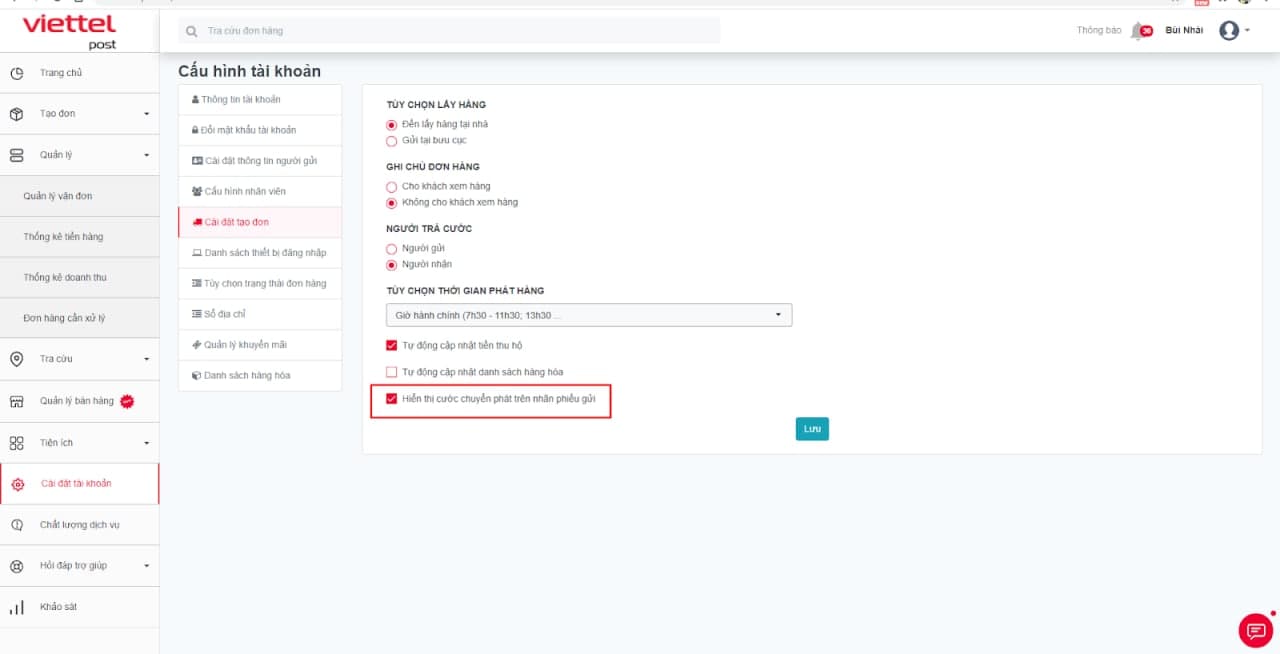 viettel
post
Tra cứu đơn hàng
Thông báo
Bùi Nhài
Trang chủ
Tạo đơn
Quản lý
Quản lý vận đơn
Thống kê tiền hàng
Thống kê doanh thu
Đơn hàng cần xử lý
Tra cứu
Quản lý bán hàng
Tiện ích
Cài đặt tài khoản
Chất lượng dịch vụ
Hỏi đáp trợ giúp
Khảo sát
Cấu hình tài khoản
Thông tin tài khoản
Đổi mật khẩu tài khoản
Cài đặt thông tin người gửi
Cấu hình nhân viên
Cài đặt tạo đơn
Danh sách thiết bị đăng nhập
Tùy chọn trạng thái đơn hàng
Sổ địa chỉ
Quản lý khuyến mãi
Danh sách hàng hóa
TÙY CHỌN LẤY HÀNG
Đến lấy hàng tại nhà
Gửi tại bưu cục
GHI CHÚ ĐƠN HÀNG
Cho khách xem hàng
Không cho khách xem hàng
NGƯỜI TRẢ CƯỚC
Người gửi
Người nhận
TÙY CHỌN THỜI GIAN PHÁT HÀNG
Giờ hành chính (7h30 - 11h30; 13h30 ...
Tự động cập nhật tiền thu hộ
Tự động cập nhật danh sách hàng hóa
Hiển thị cước chuyển phát trên nhãn phiếu gửi
Lưu